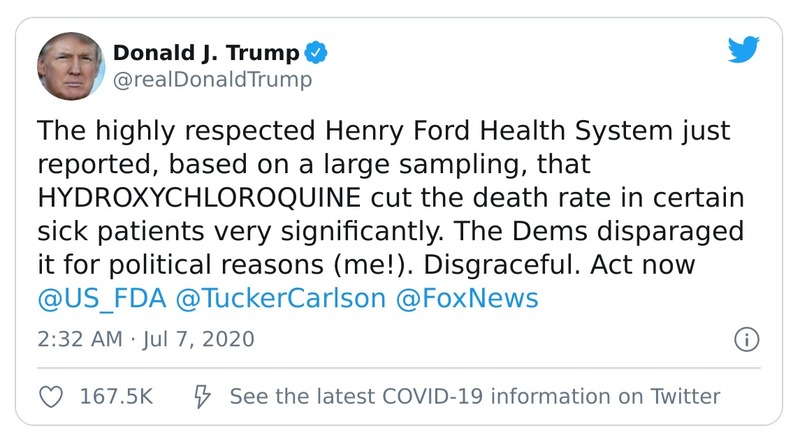 Donald J. Trump
@realDonaldTrump
The highly respected Henry Ford Health System just
reported, based on a large sampling, that
HYDROXYCHLOROQUINE cut the death rate in certain
sick patients very significantly. The Dems disparaged
it for political reasons (me!). Disgraceful. Act now
@US_FDA @TuckerCarlson @FoxNews
2:32 AM · Jul 7, 2020
167.5K See the latest COVID-19 information on Twitter